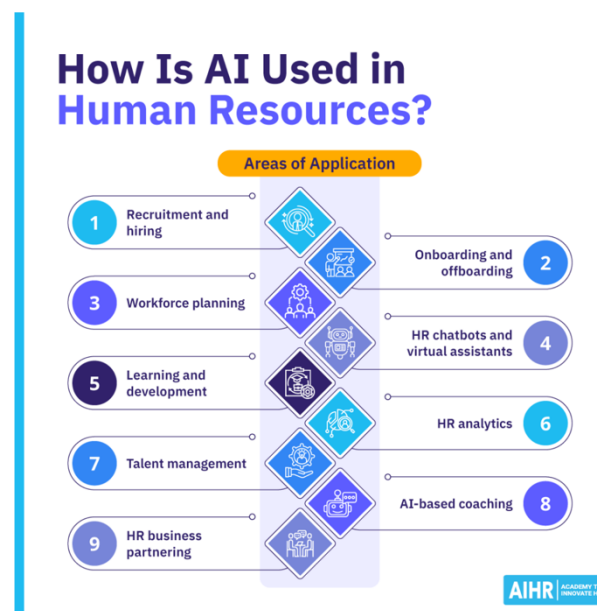 How Is AI Used in
Human Resources?
Areas of Application
1
Recruitment and
hiring
2
Onboarding and
offboarding
3
Workforce planning
4
HR chatbots and
virtual assistants
5
Learning and
development
6
HR analytics
7
Talent management
8
AI-based coaching
9
HR business
partnering
AIHR
ACADEMY
INNOVATE